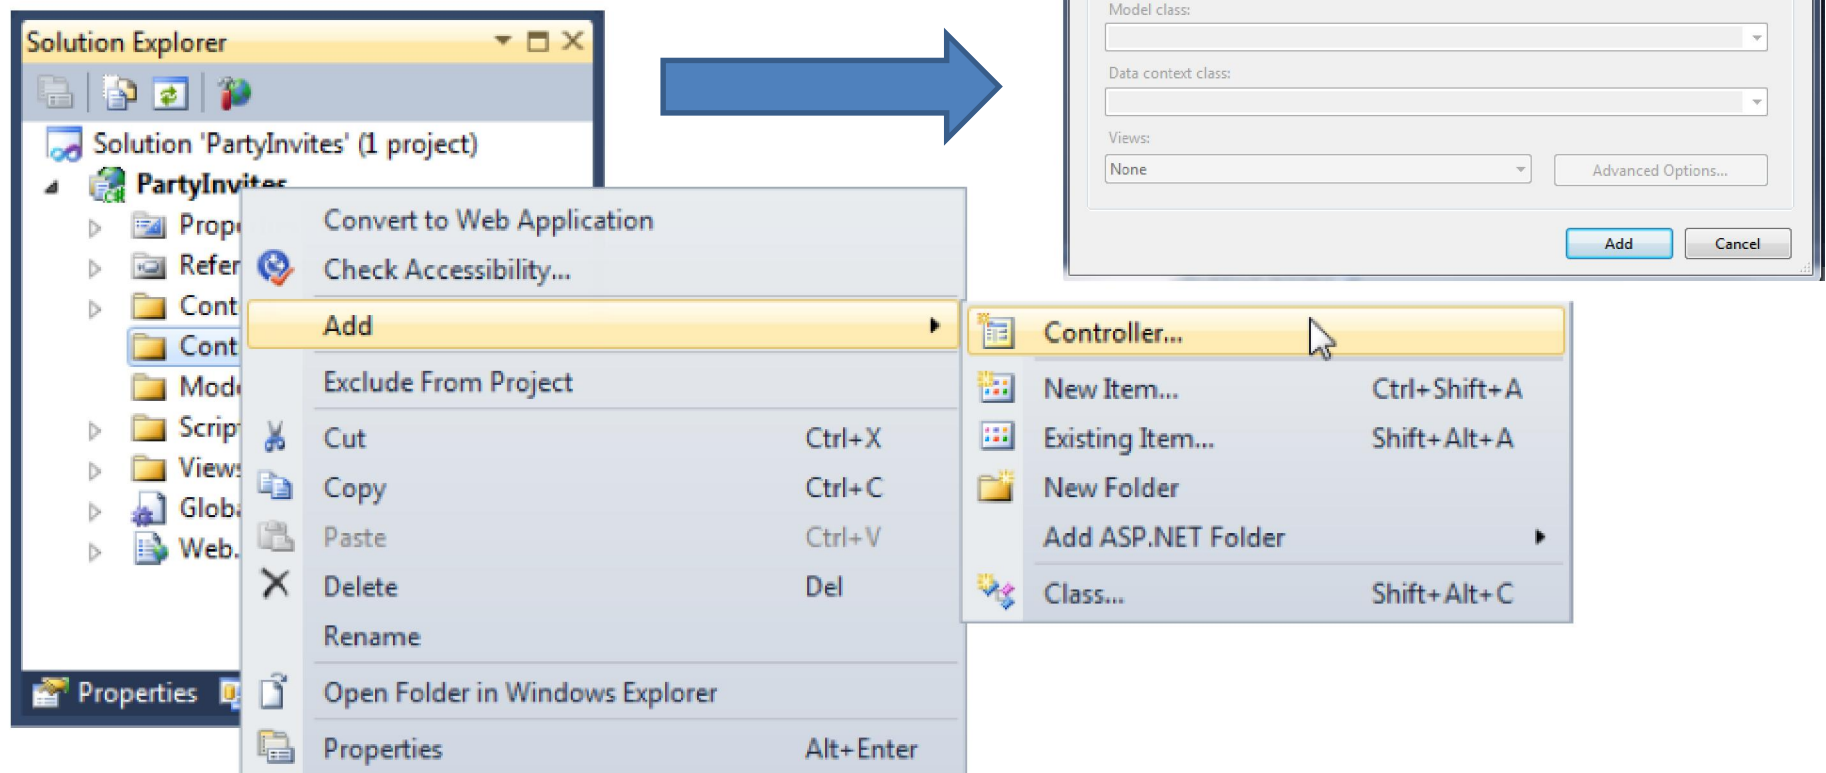 Solution Explorer
Solution 'PartyInvites' (1 project)
PartyInvites
Prop
Refer
Cont
Cont
Mod
Scrip
Views
Globa
Web.
Properties
Convert to Web Application
Check Accessibility...
Add
Exclude From Project
Cut Ctrl+X
Copy Ctrl+C
Paste Ctrl+V
Delete Del
Rename
Open Folder in Windows Explorer
Properties Alt+Enter
Controller...
New Item... Ctrl+Shift+A
Existing Item... Shift+Alt+A
New Folder
Add ASP.NET Folder
Class... Shift+Alt+C
Model class:
Data context class:
Views:
None
Advanced Options...
Add Cancel